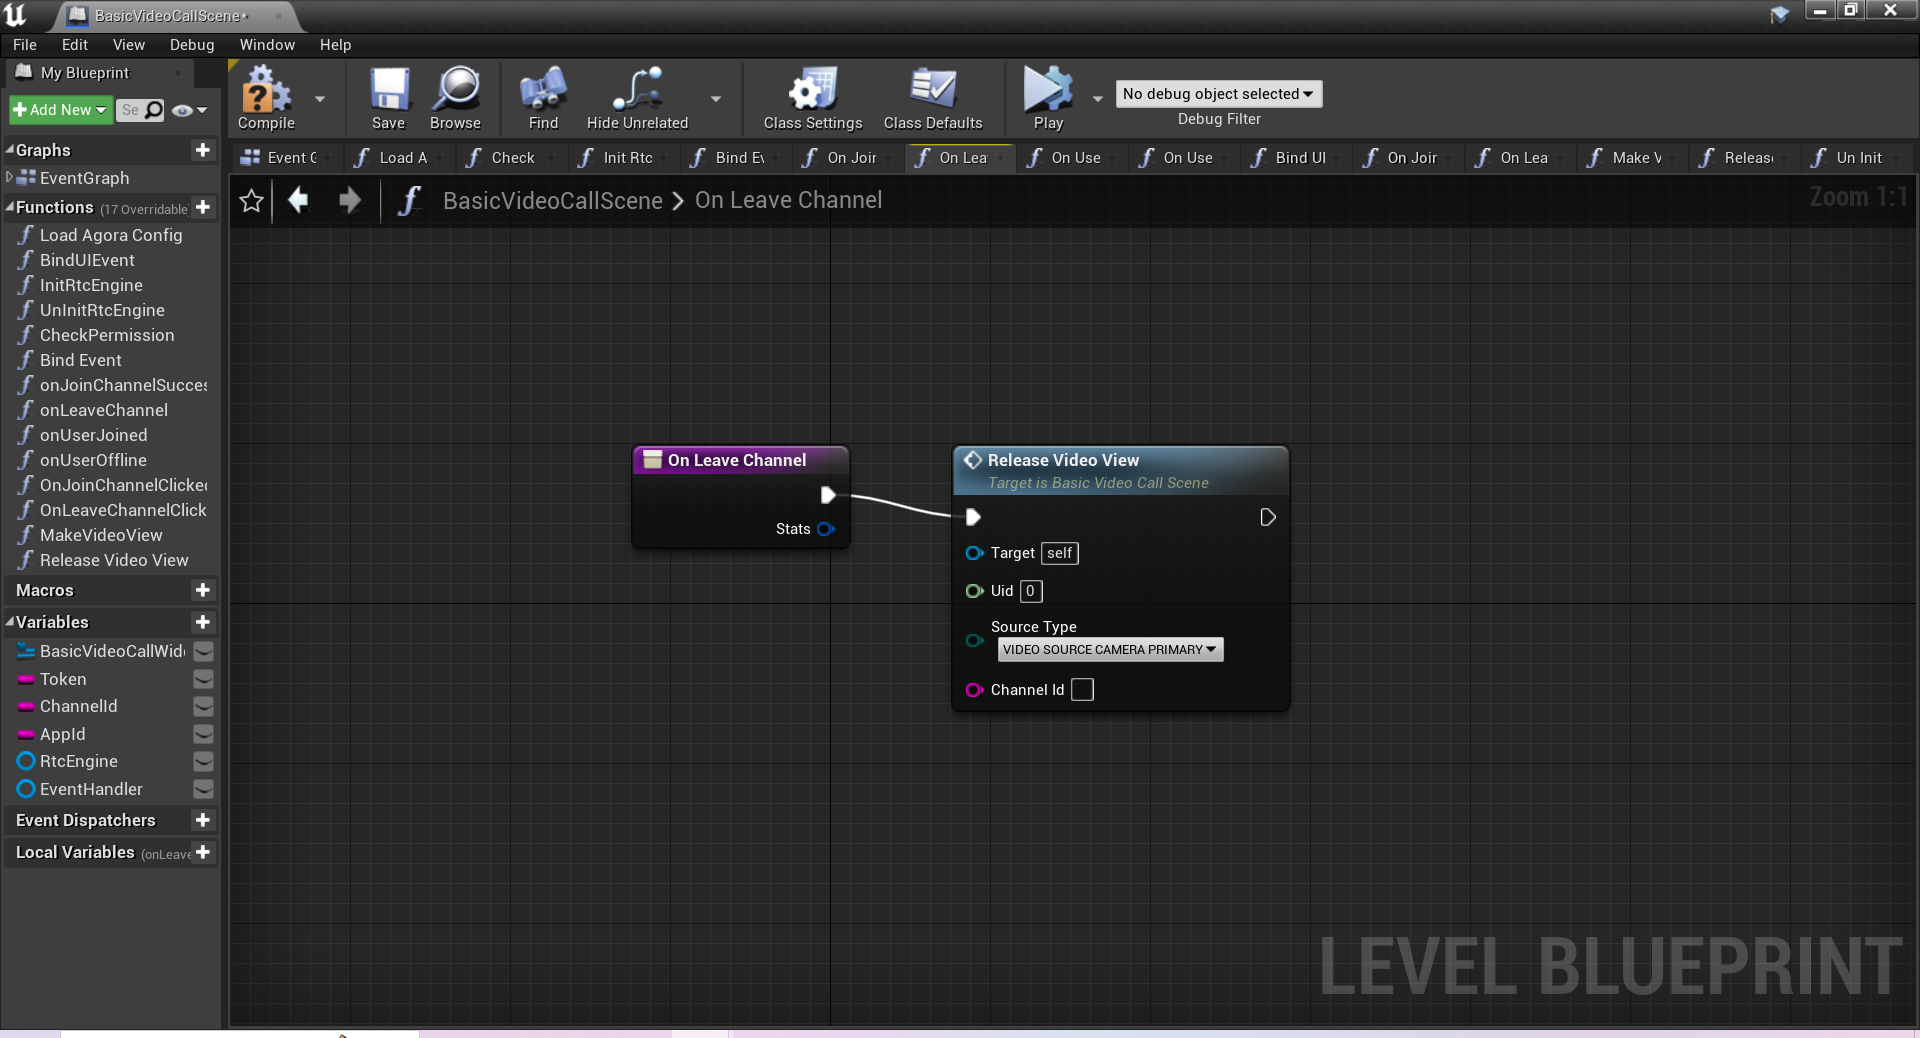 BasicVideoCallScene*
File Edit View Debug Window Help
My Blueprint
Add New
Se
Compile
Save
Browse
Find
Hide Unrelated
Class Settings
Class Defaults
Play
No debug object selected
Debug Filter
Graphs
EventGraph
Functions (17 Overridable
Load Agora Config
BindUIEvent
InitRtcEngine
UnInitRtcEngine
CheckPermission
Bind Event
onJoinChannelSucces
onLeaveChannel
onUserJoined
onUserOffline
OnJoinChannelClicked
OnLeaveChannelClick
MakeVideoView
Release Video View
Macros
Variables
BasicVideoCallWid
Token
ChannelId
AppId
RtcEngine
EventHandler
Event Dispatchers
Local Variables (onLeave
Event G
Load A
Check
Init Rtc
Bind Ev
On Joir
On Lea
On Use
On Use
Bind UI
On Joir
On Lea
Make V
Releas
Un Init
BasicVideoCallScene > On Leave Channel
Zoom 1:1
On Leave Channel
Stats
Release Video View
Target is Basic Video Call Scene
Target self
Uid 0
Source Type
VIDEO SOURCE CAMERA PRIMARY
Channel Id
LEVEL BLUEPRINT